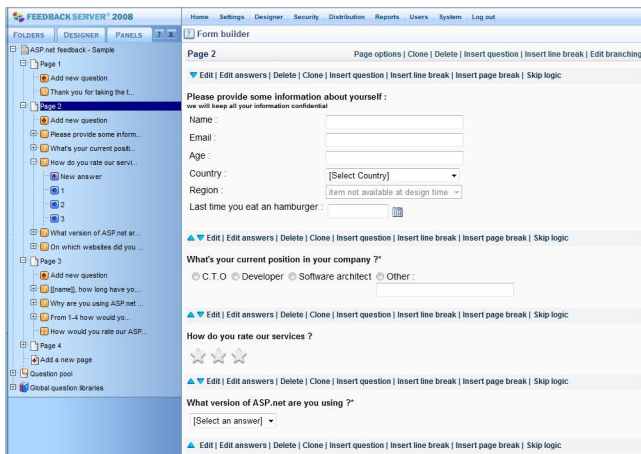 FEEDBACKSERVER® 2008
Home Settings Designer Security Distribution Reports Users System Log out
FOLDERS DESIGNER PANELS ? X
ASP.net feedback - Sample
Page 1
Add new question
Thank you for taking the t...
Page 2
Add new question
Please provide some inform...
What's your current positi...
How do you rate our servi...
New answer
1
2
3
What version of ASP.net ar...
On which websites did you ...
Page 3
Add new question
[[name]], how long have yo...
Why are you using ASP.net ...
From 1-4 how would yo...
How would you rate our ASP...
Page 4
Add a new page
Question pool
Global question libraries
? Form builder
Page 2 Page options | Clone | Delete | Insert question | Insert line break | Edit branching
Edit | Edit answers | Delete | Clone | Insert question | Insert line break | Insert page break | Skip logic
Please provide some information about yourself :
we will keep all your information confidential
Name :
Email :
Age :
Country : [Select Country]
Region : item not available at design time
Last time you eat an hamburger :
Edit | Edit answers | Delete | Clone | Insert question | Insert line break | Insert page break | Skip logic
What's your current position in your company ?*
C.T.O Developer Software architect Other :
Edit | Edit answers | Delete | Clone | Insert question | Insert line break | Insert page break | Skip logic
How do you rate our services ?
Edit | Edit answers | Delete | Clone | Insert question | Insert line break | Insert page break | Skip logic
What version of ASP.net are you using ?*
[Select an answer]
Edit | Edit answers | Delete | Clone | Insert question | Insert line break | Insert page break | Skip logic